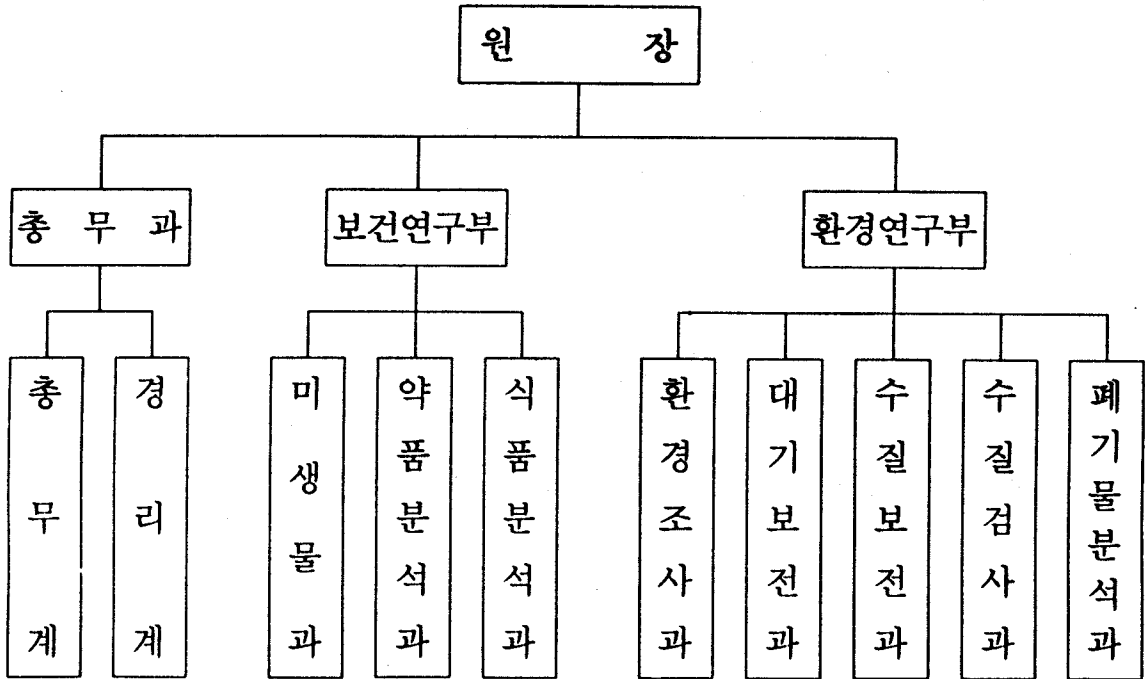 원 장
총 무 과
보건연구부
환경연구부
총무계
경리계
미생물과
약품분석과
식품분석과
환경조사과
대기보전과
수질보전과
수질검사과
폐기물분석과